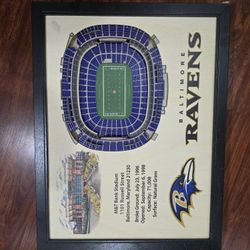 BALTIMORE
RAVENS
M&T Bank Stadium
1101 Russell Street
Baltimore, Maryland 21230
Broke Ground: July 23, 1996
Opened: September 6, 1998
Capacity: 71,008
Surface: Natural Grass
B